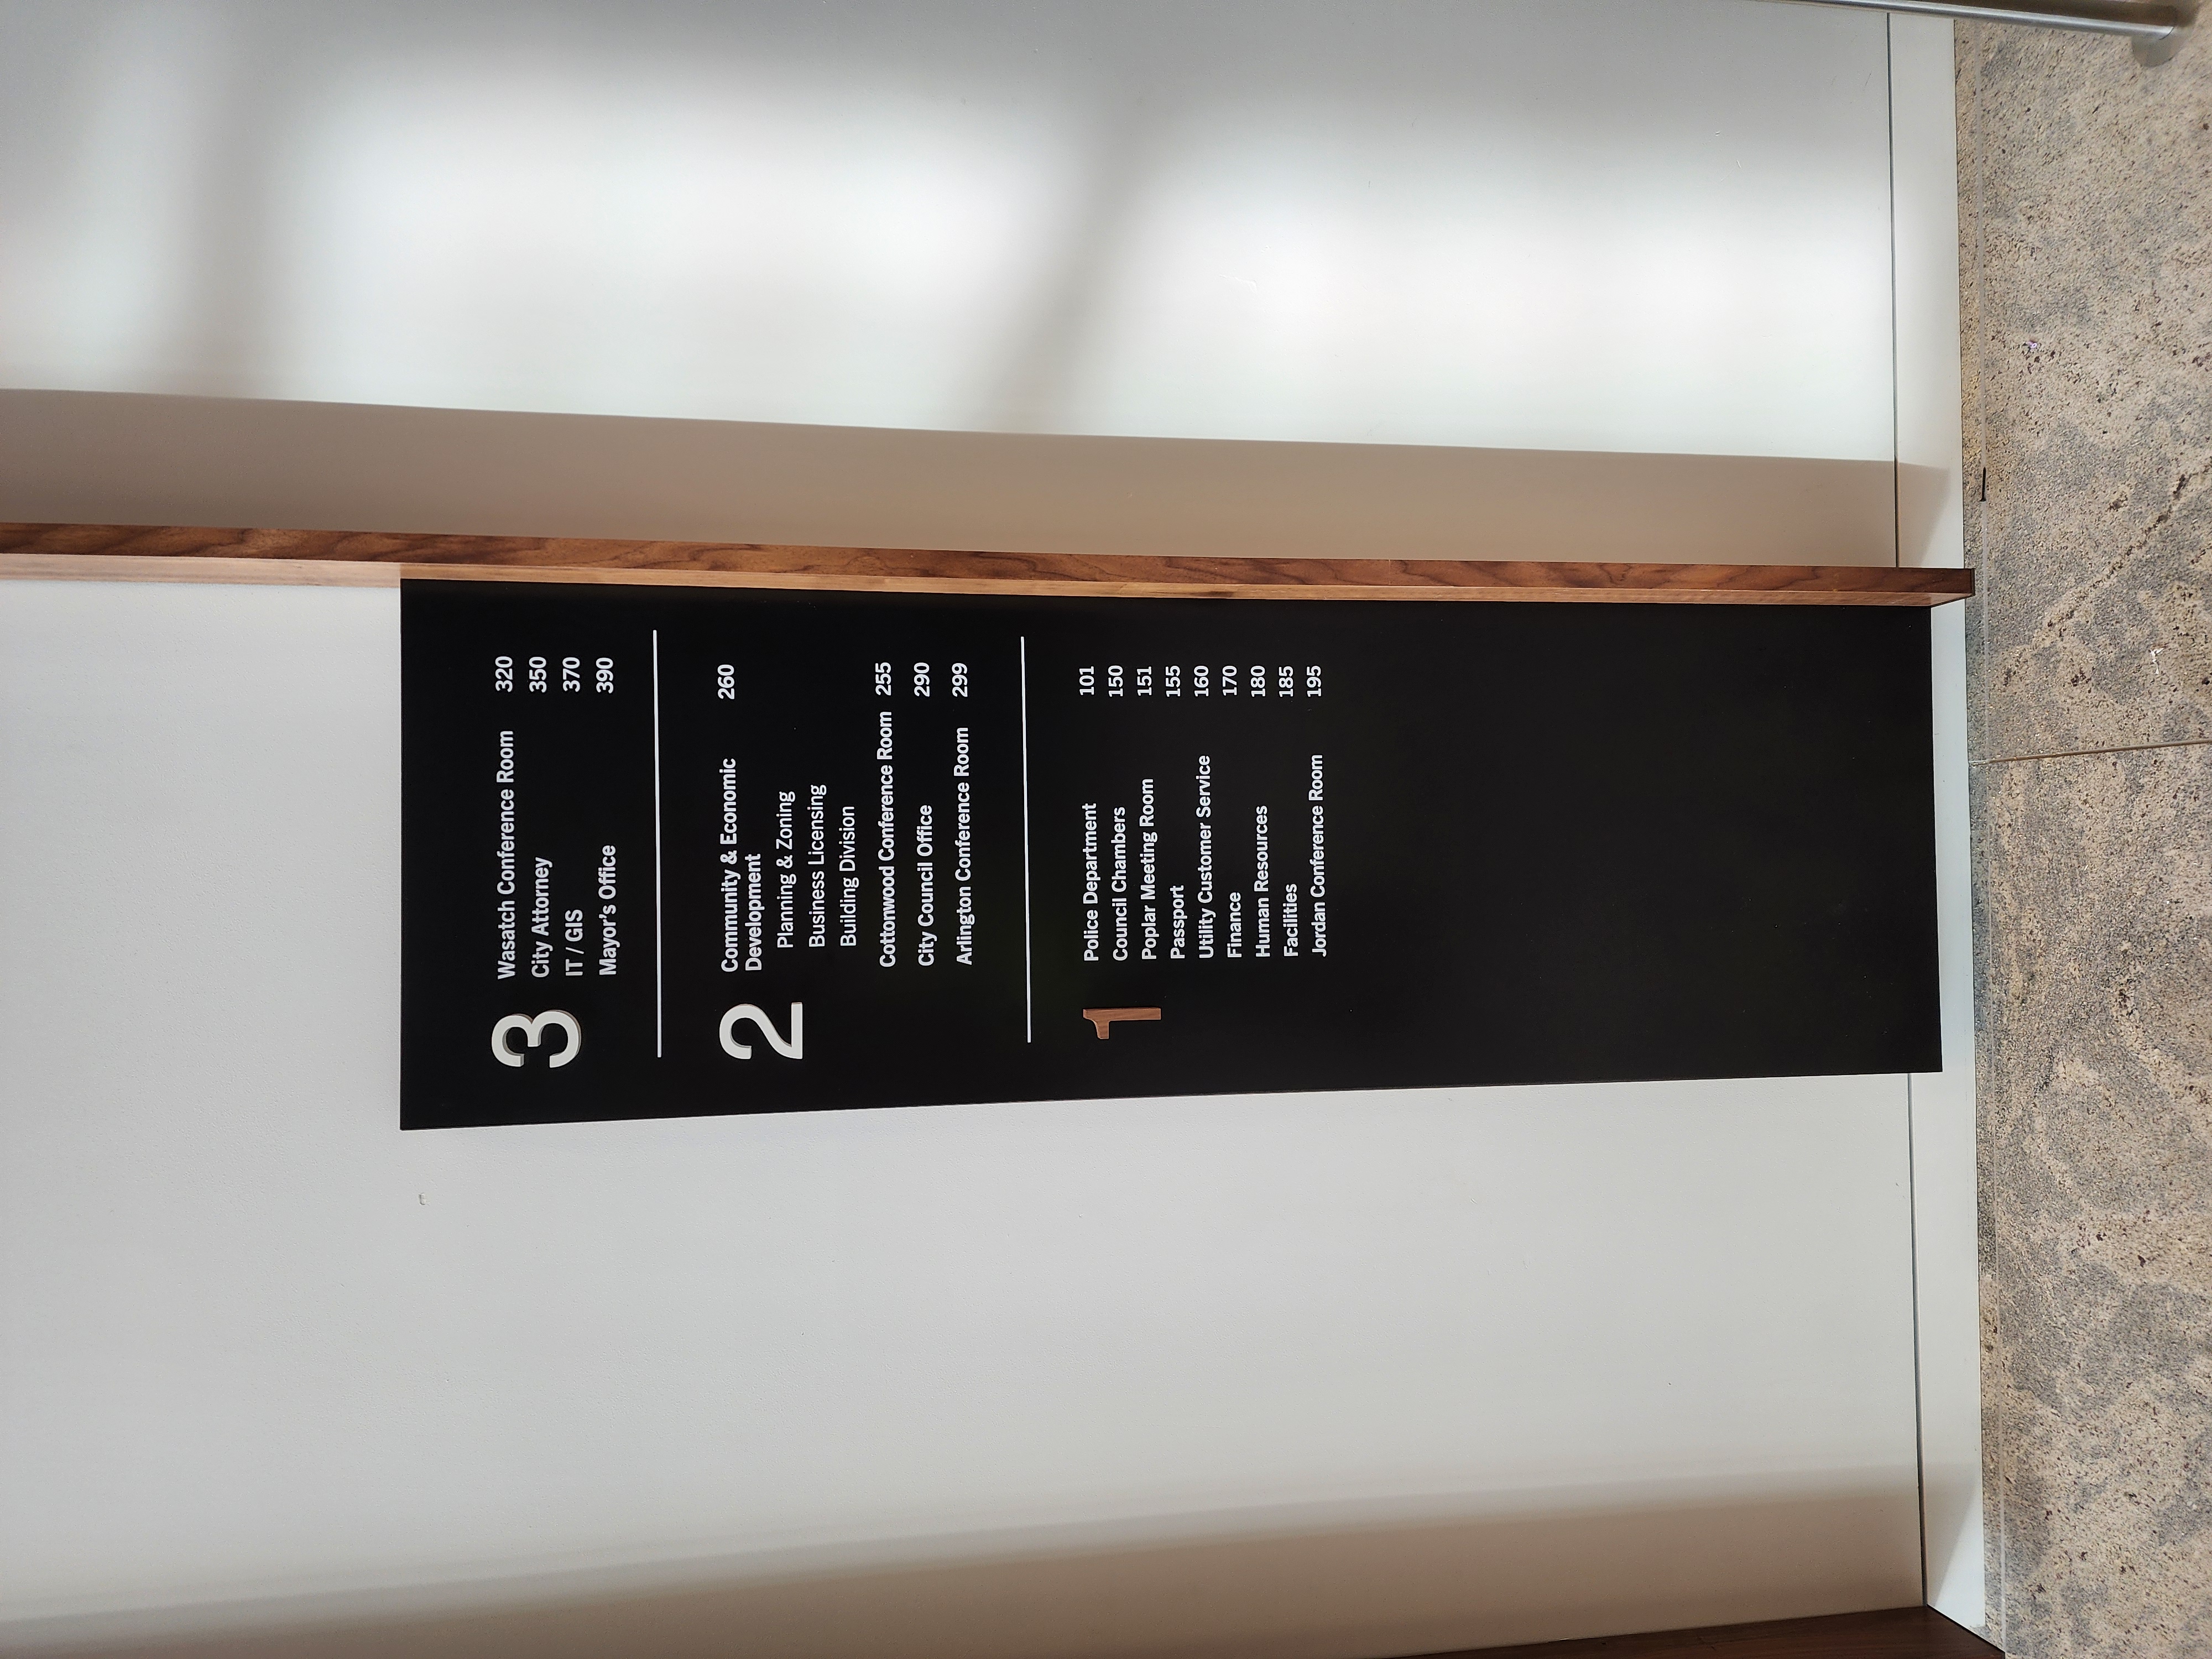 3
Wasatch Conference Room 320
City Attorney 350
IT / GIS 370
Mayor's Office 390
2
Community & Economic 260
Development
Planning & Zoning
Business Licensing
Building Division
Cottonwood Conference Room 255
City Council Office 290
Arlington Conference Room 299
1
Police Department 101
Council Chambers 150
Poplar Meeting Room 151
Passport 155
Utility Customer Service 160
Finance 170
Human Resources 180
Facilities 185
Jordan Conference Room 195